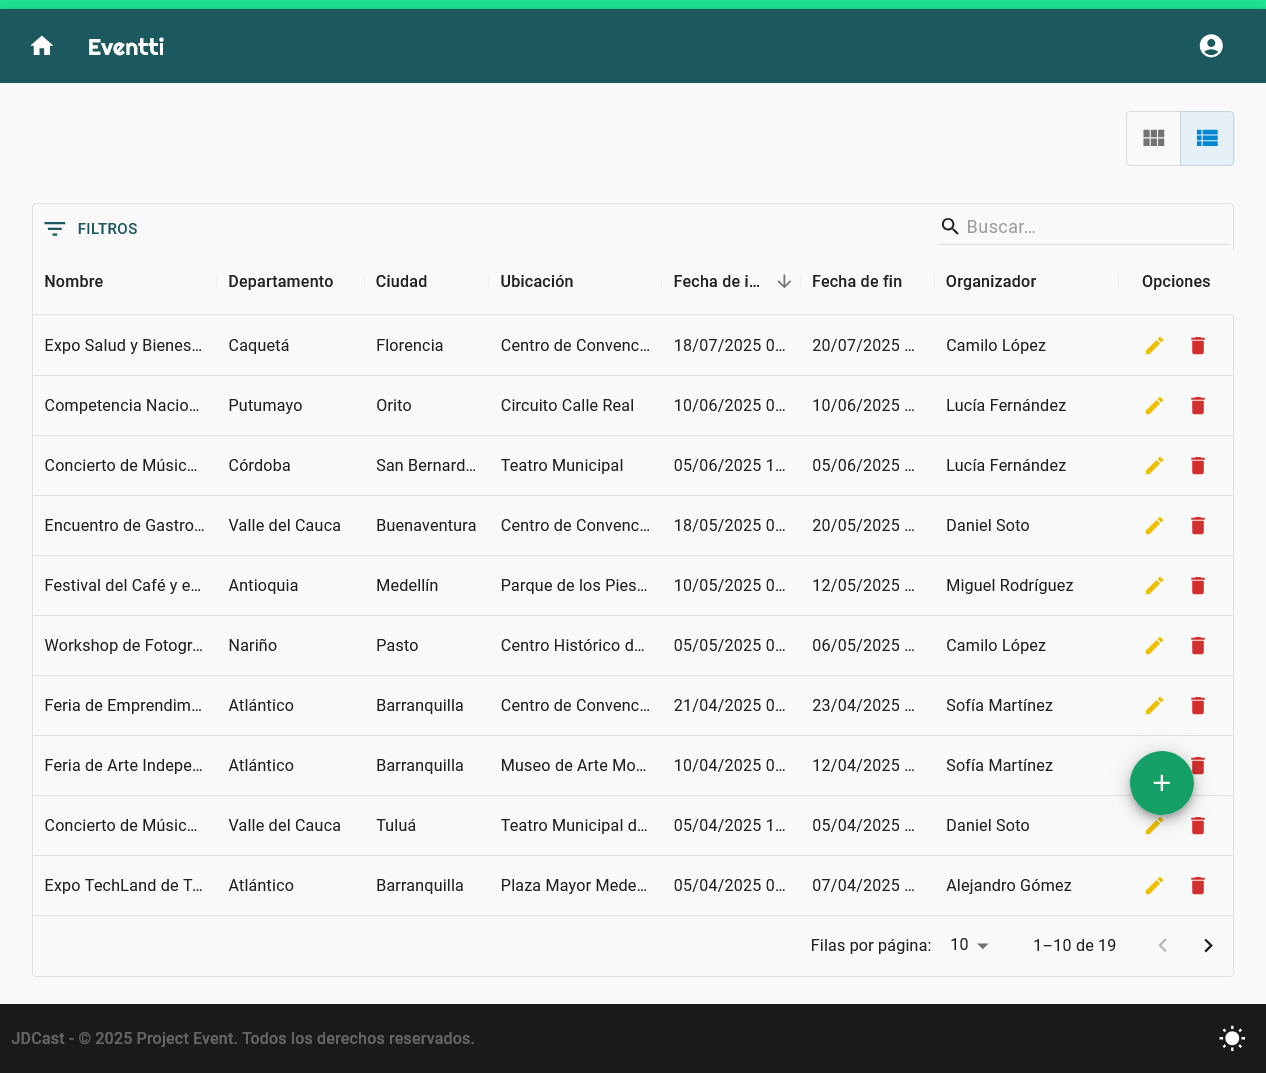 Eventti
FILTROS Buscar…
Nombre Departamento Ciudad Ubicación Fecha de i… Fecha de fin Organizador Opciones
Expo Salud y Bienes… Caquetá Florencia Centro de Convenc… 18/07/2025 0… 20/07/2025 … Camilo López
Competencia Nacio… Putumayo Orito Circuito Calle Real 10/06/2025 0… 10/06/2025 … Lucía Fernández
Concierto de Músic… Córdoba San Bernard… Teatro Municipal 05/06/2025 1… 05/06/2025 … Lucía Fernández
Encuentro de Gastro… Valle del Cauca Buenaventura Centro de Convenc… 18/05/2025 0… 20/05/2025 … Daniel Soto
Festival del Café y e… Antioquia Medellín Parque de los Pies… 10/05/2025 0… 12/05/2025 … Miguel Rodríguez
Workshop de Fotogr… Nariño Pasto Centro Histórico d… 05/05/2025 0… 06/05/2025 … Camilo López
Feria de Emprendim… Atlántico Barranquilla Centro de Convenc… 21/04/2025 0… 23/04/2025 … Sofía Martínez
Feria de Arte Indepe… Atlántico Barranquilla Museo de Arte Mo… 10/04/2025 0… 12/04/2025 … Sofía Martínez
Concierto de Músic… Valle del Cauca Tuluá Teatro Municipal d… 05/04/2025 1… 05/04/2025 … Daniel Soto
Expo TechLand de T… Atlántico Barranquilla Plaza Mayor Mede… 05/04/2025 0… 07/04/2025 … Alejandro Gómez
Filas por página: 10 1–10 de 19
JDCast - © 2025 Project Event. Todos los derechos reservados.